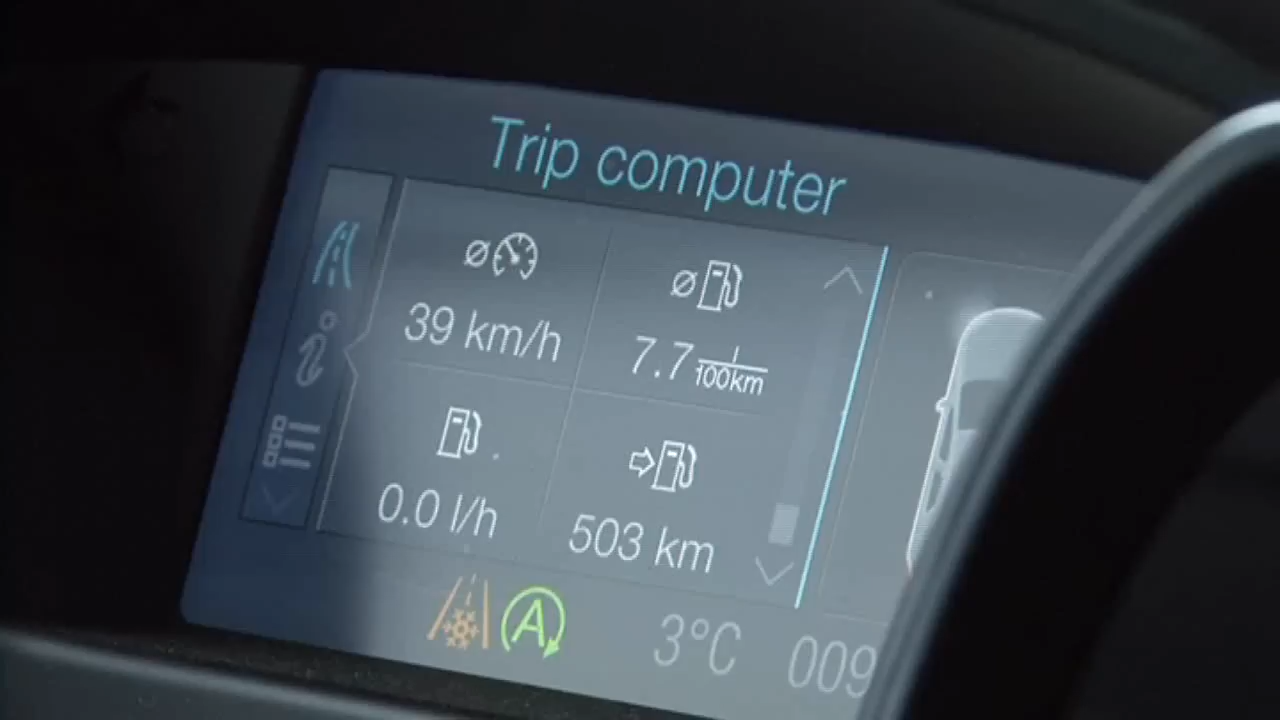 Trip computer
Ø
39 km/h
Ø
7.7 l/100km
0.0 l/h
503 km
A
3°C
009